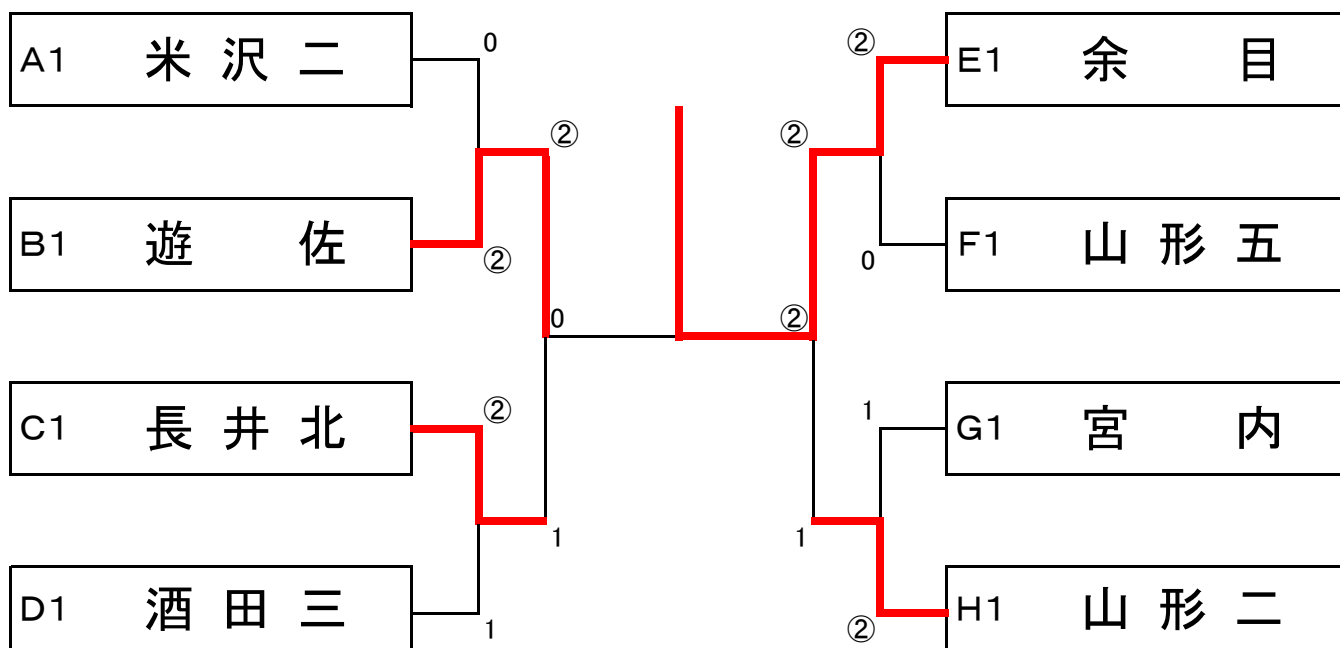 0 ②
A1 米沢二 E1 余目
② ②
B1 遊佐 F1 山形五
② 0
0 ②
② 1
C1 長井北 G1 宮内
1 1
D1 酒田三 H1 山形二
1 ②